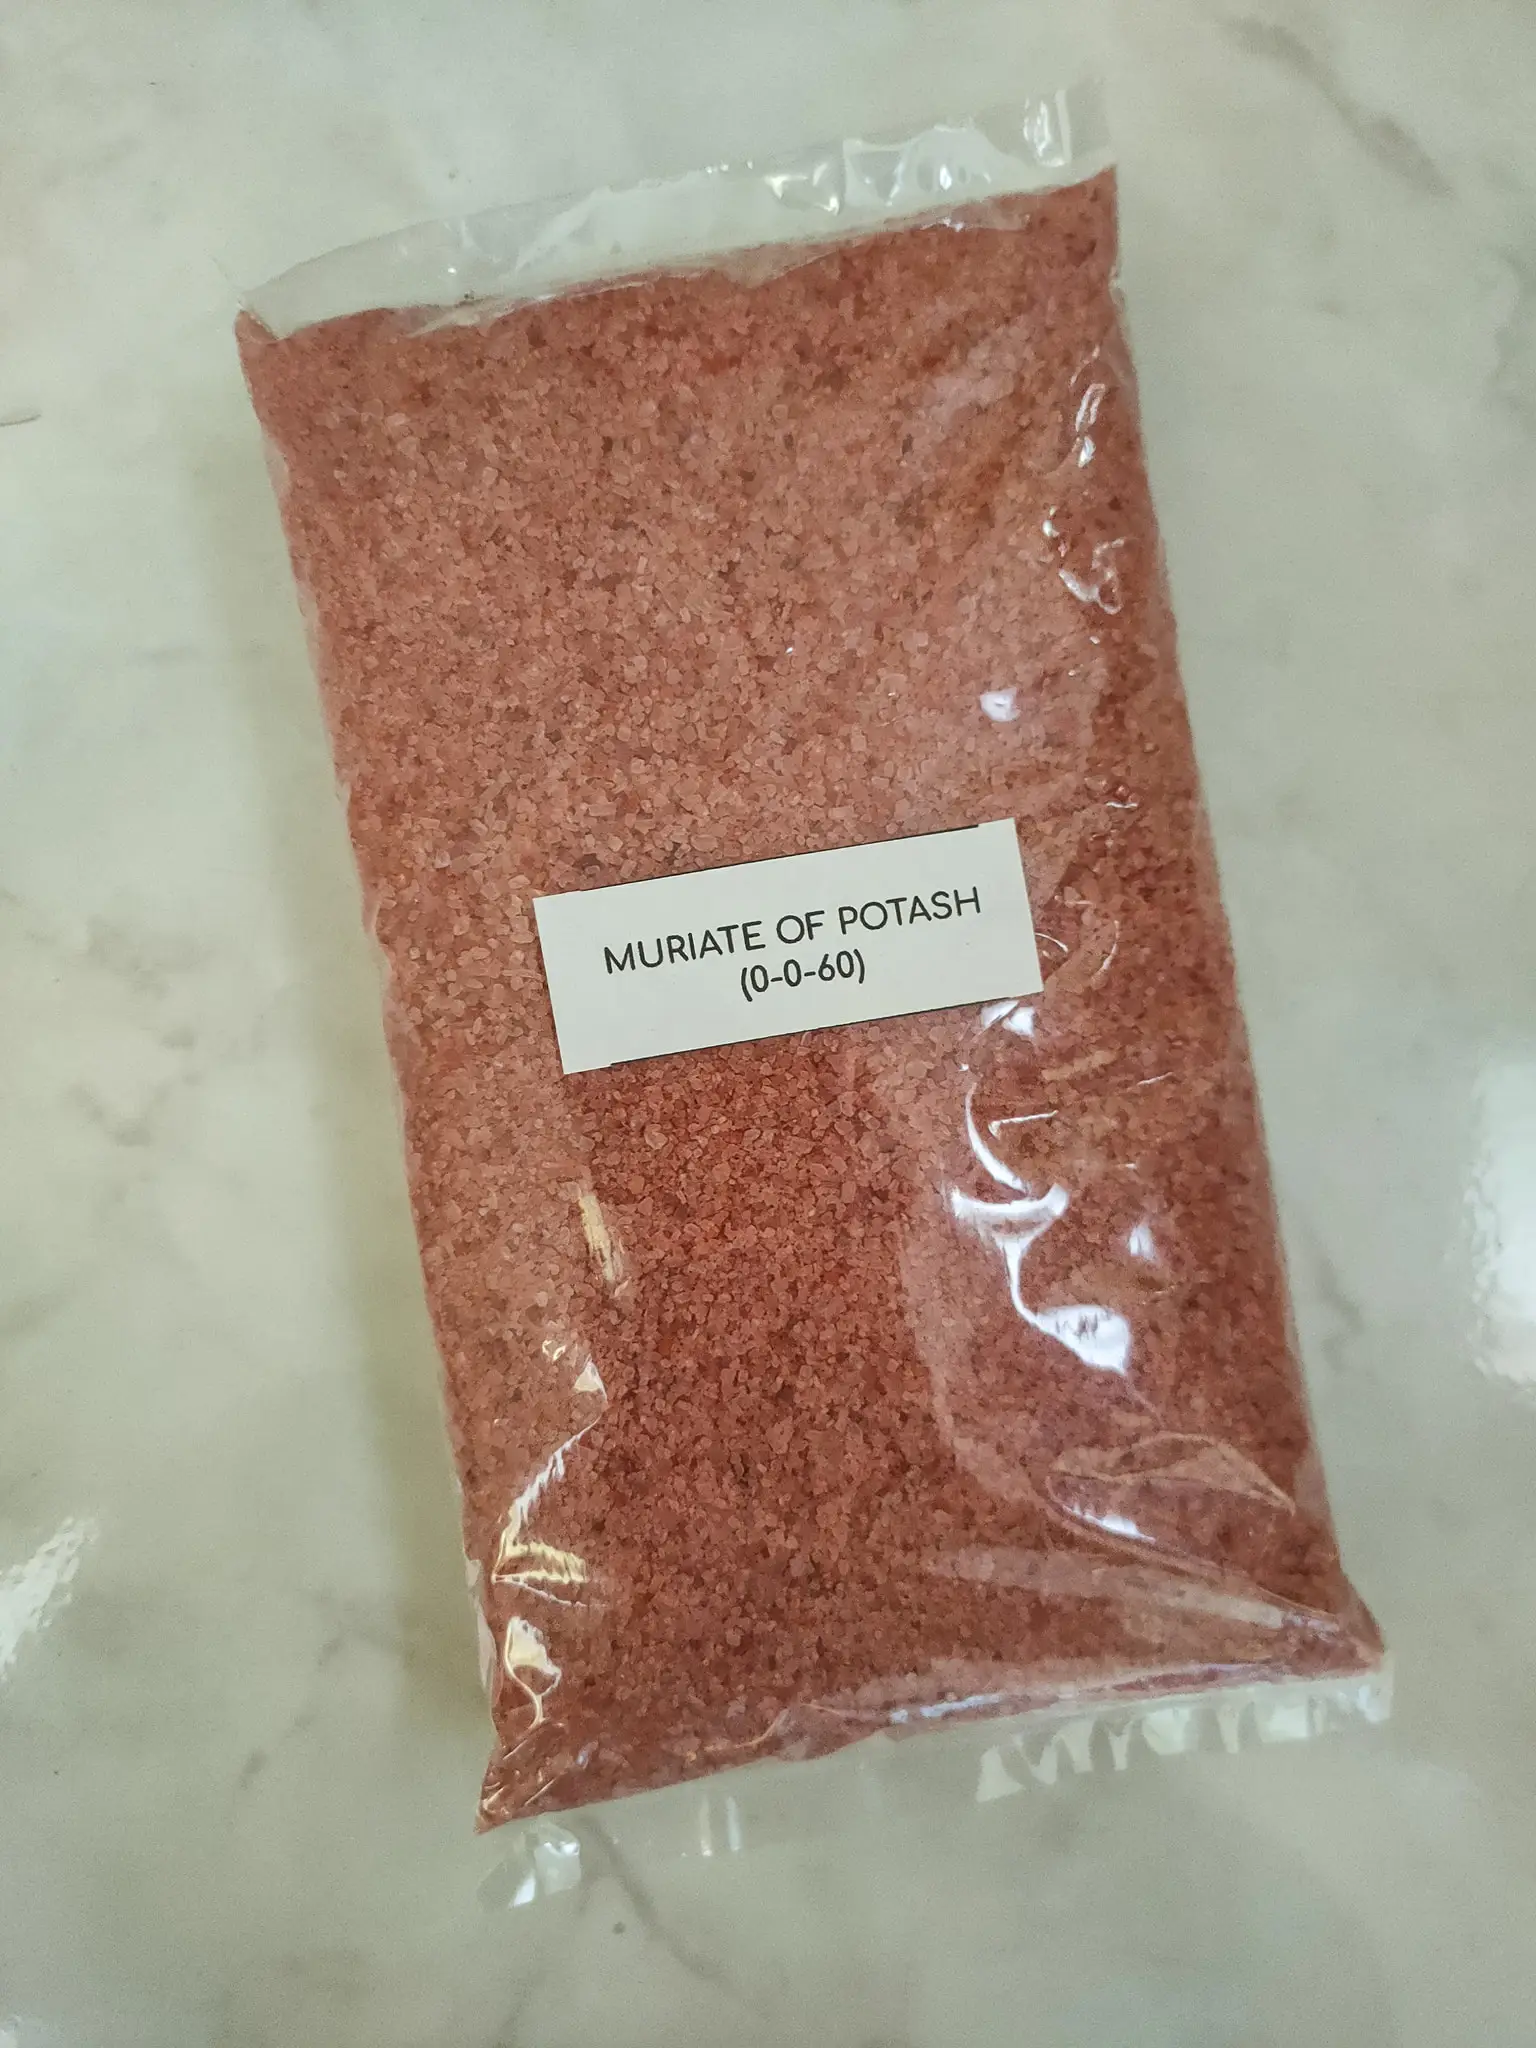 MURIATE OF POTASH
(0-0-60)